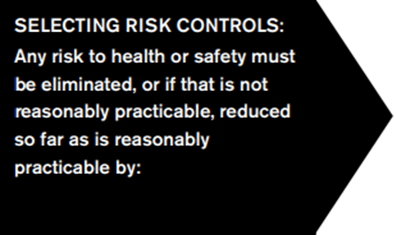 SELECTING RISK CONTROLS:
Any risk to health or safety must
be eliminated, or if that is not
reasonably practicable, reduced
so far as is reasonably
practicable by: